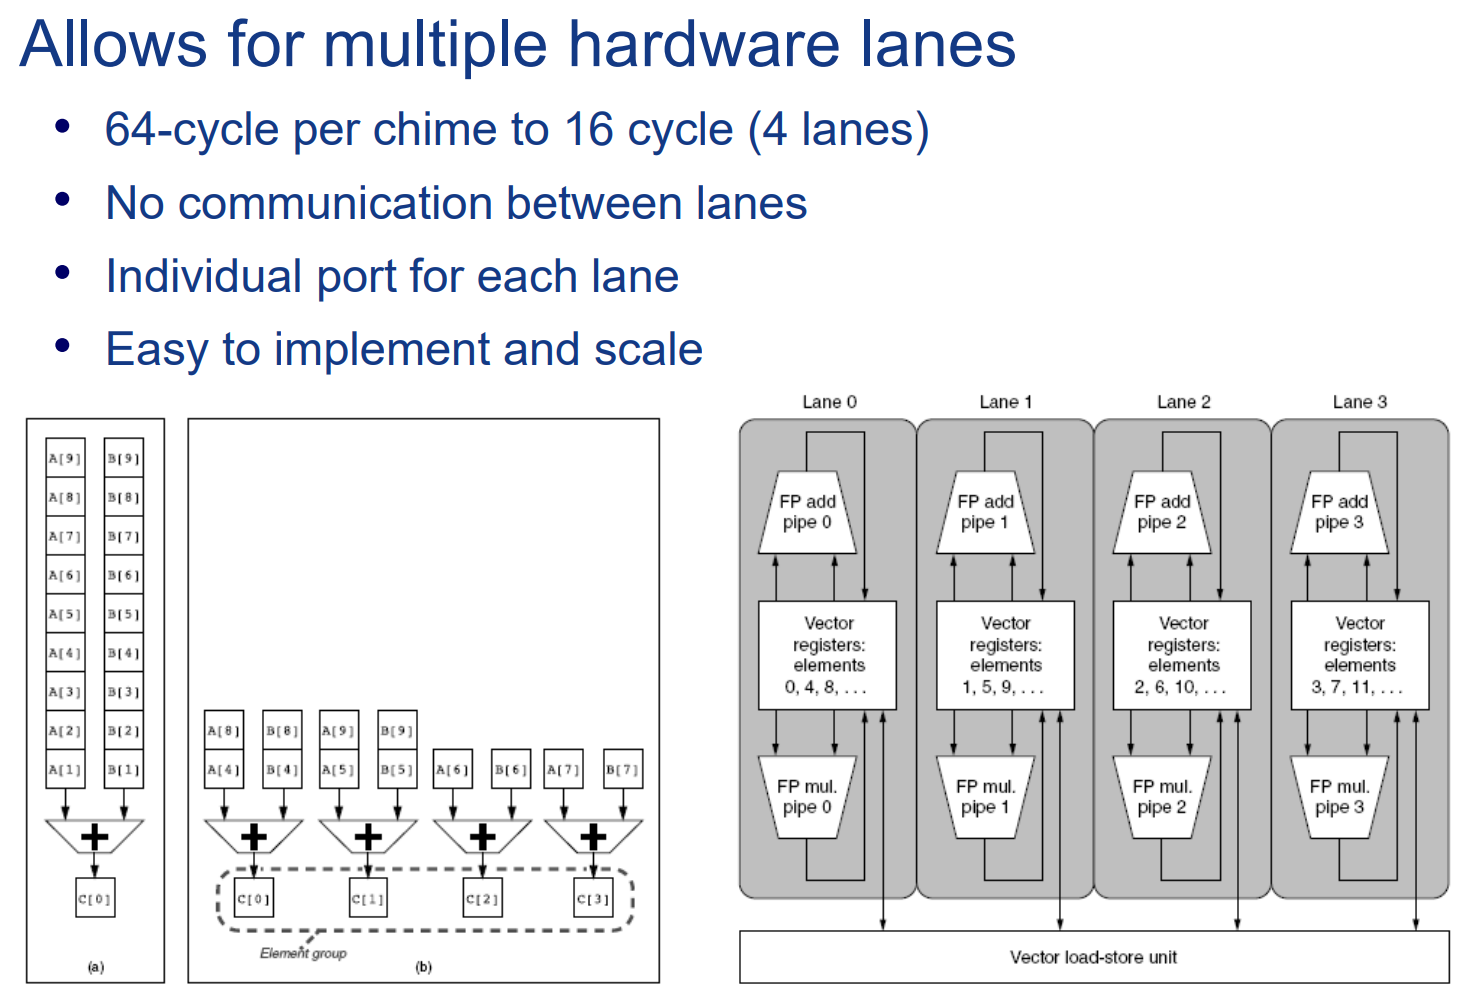 Allows for multiple hardware lanes
• 64-cycle per chime to 16 cycle (4 lanes)
• No communication between lanes
• Individual port for each lane
• Easy to implement and scale
A[9] B[9]
A[8] B[8]
A[7] B[7]
A[6] B[6]
A[5] B[5]
A[4] B[4]
A[3] B[3]
A[2] B[2]
A[1] B[1]
+
C[0]
(a)
A[8] B[8] A[9] B[9]
A[4] B[4] A[5] B[5] A[6] B[6] A[7] B[7]
+ + + +
C[0] C[1] C[2] C[3]
Element group
(b)
Lane 0 Lane 1 Lane 2 Lane 3
FP add FP add FP add FP add
pipe 0 pipe 1 pipe 2 pipe 3
Vector Vector Vector Vector
registers: registers: registers: registers:
elements elements elements elements
0, 4, 8, . . . 1, 5, 9, . . . 2, 6, 10, . . . 3, 7, 11, . . .
FP mul. FP mul. FP mul. FP mul.
pipe 0 pipe 1 pipe 2 pipe 3
Vector load-store unit